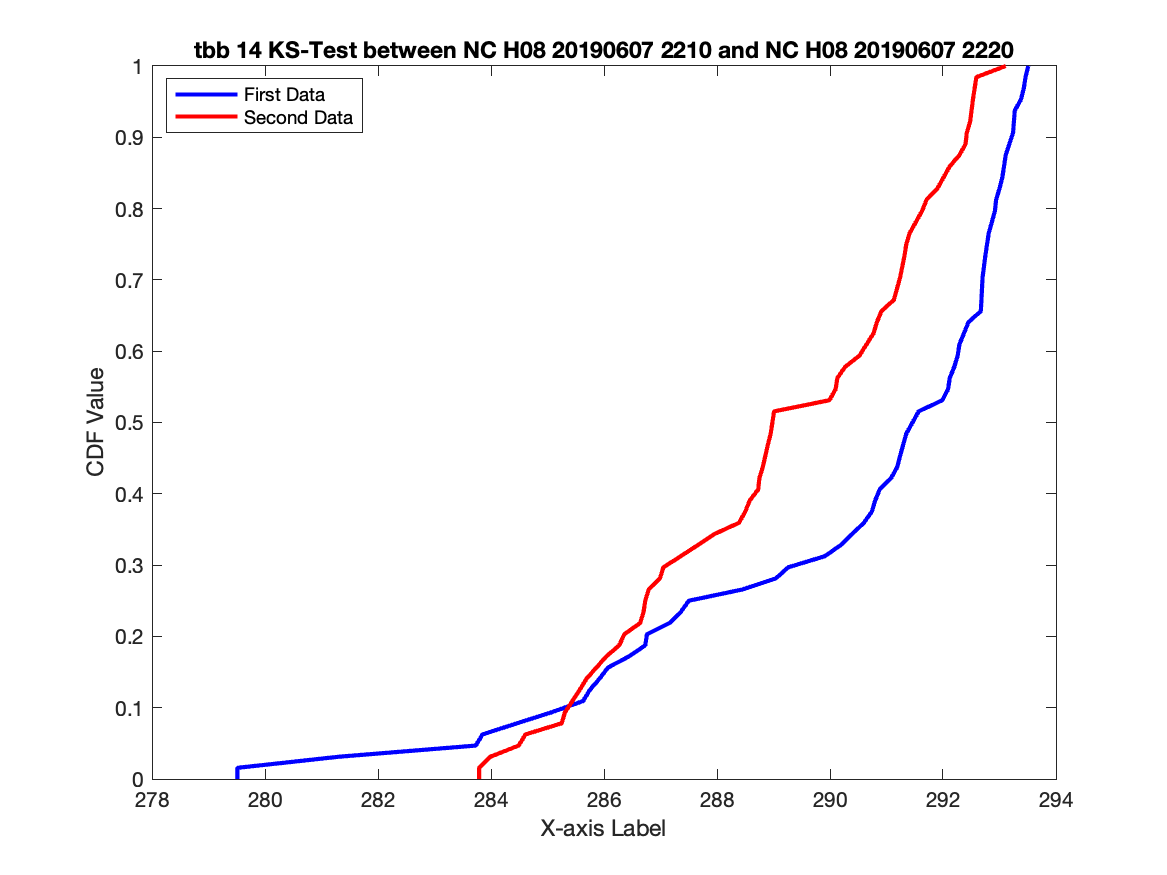 tbb 14 KS-Test between NC H08 20190607 2210 and NC H08 20190607 2220
First Data
Second Data
1
0.9
0.8
0.7
0.6
0.5
0.4
0.3
0.2
0.1
0
CDF Value
278 280 282 284 286 288 290 292 294
X-axis Label